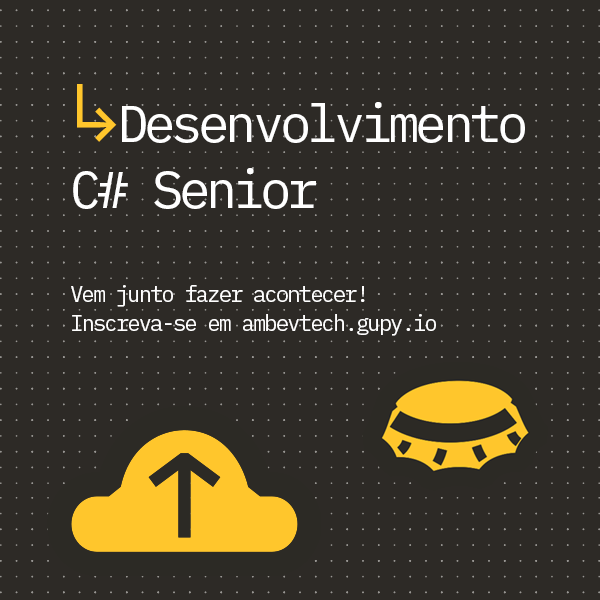 Desenvolvimento
C# Senior
Vem junto fazer acontecer!
Inscreva-se em ambevtech.gupy.io